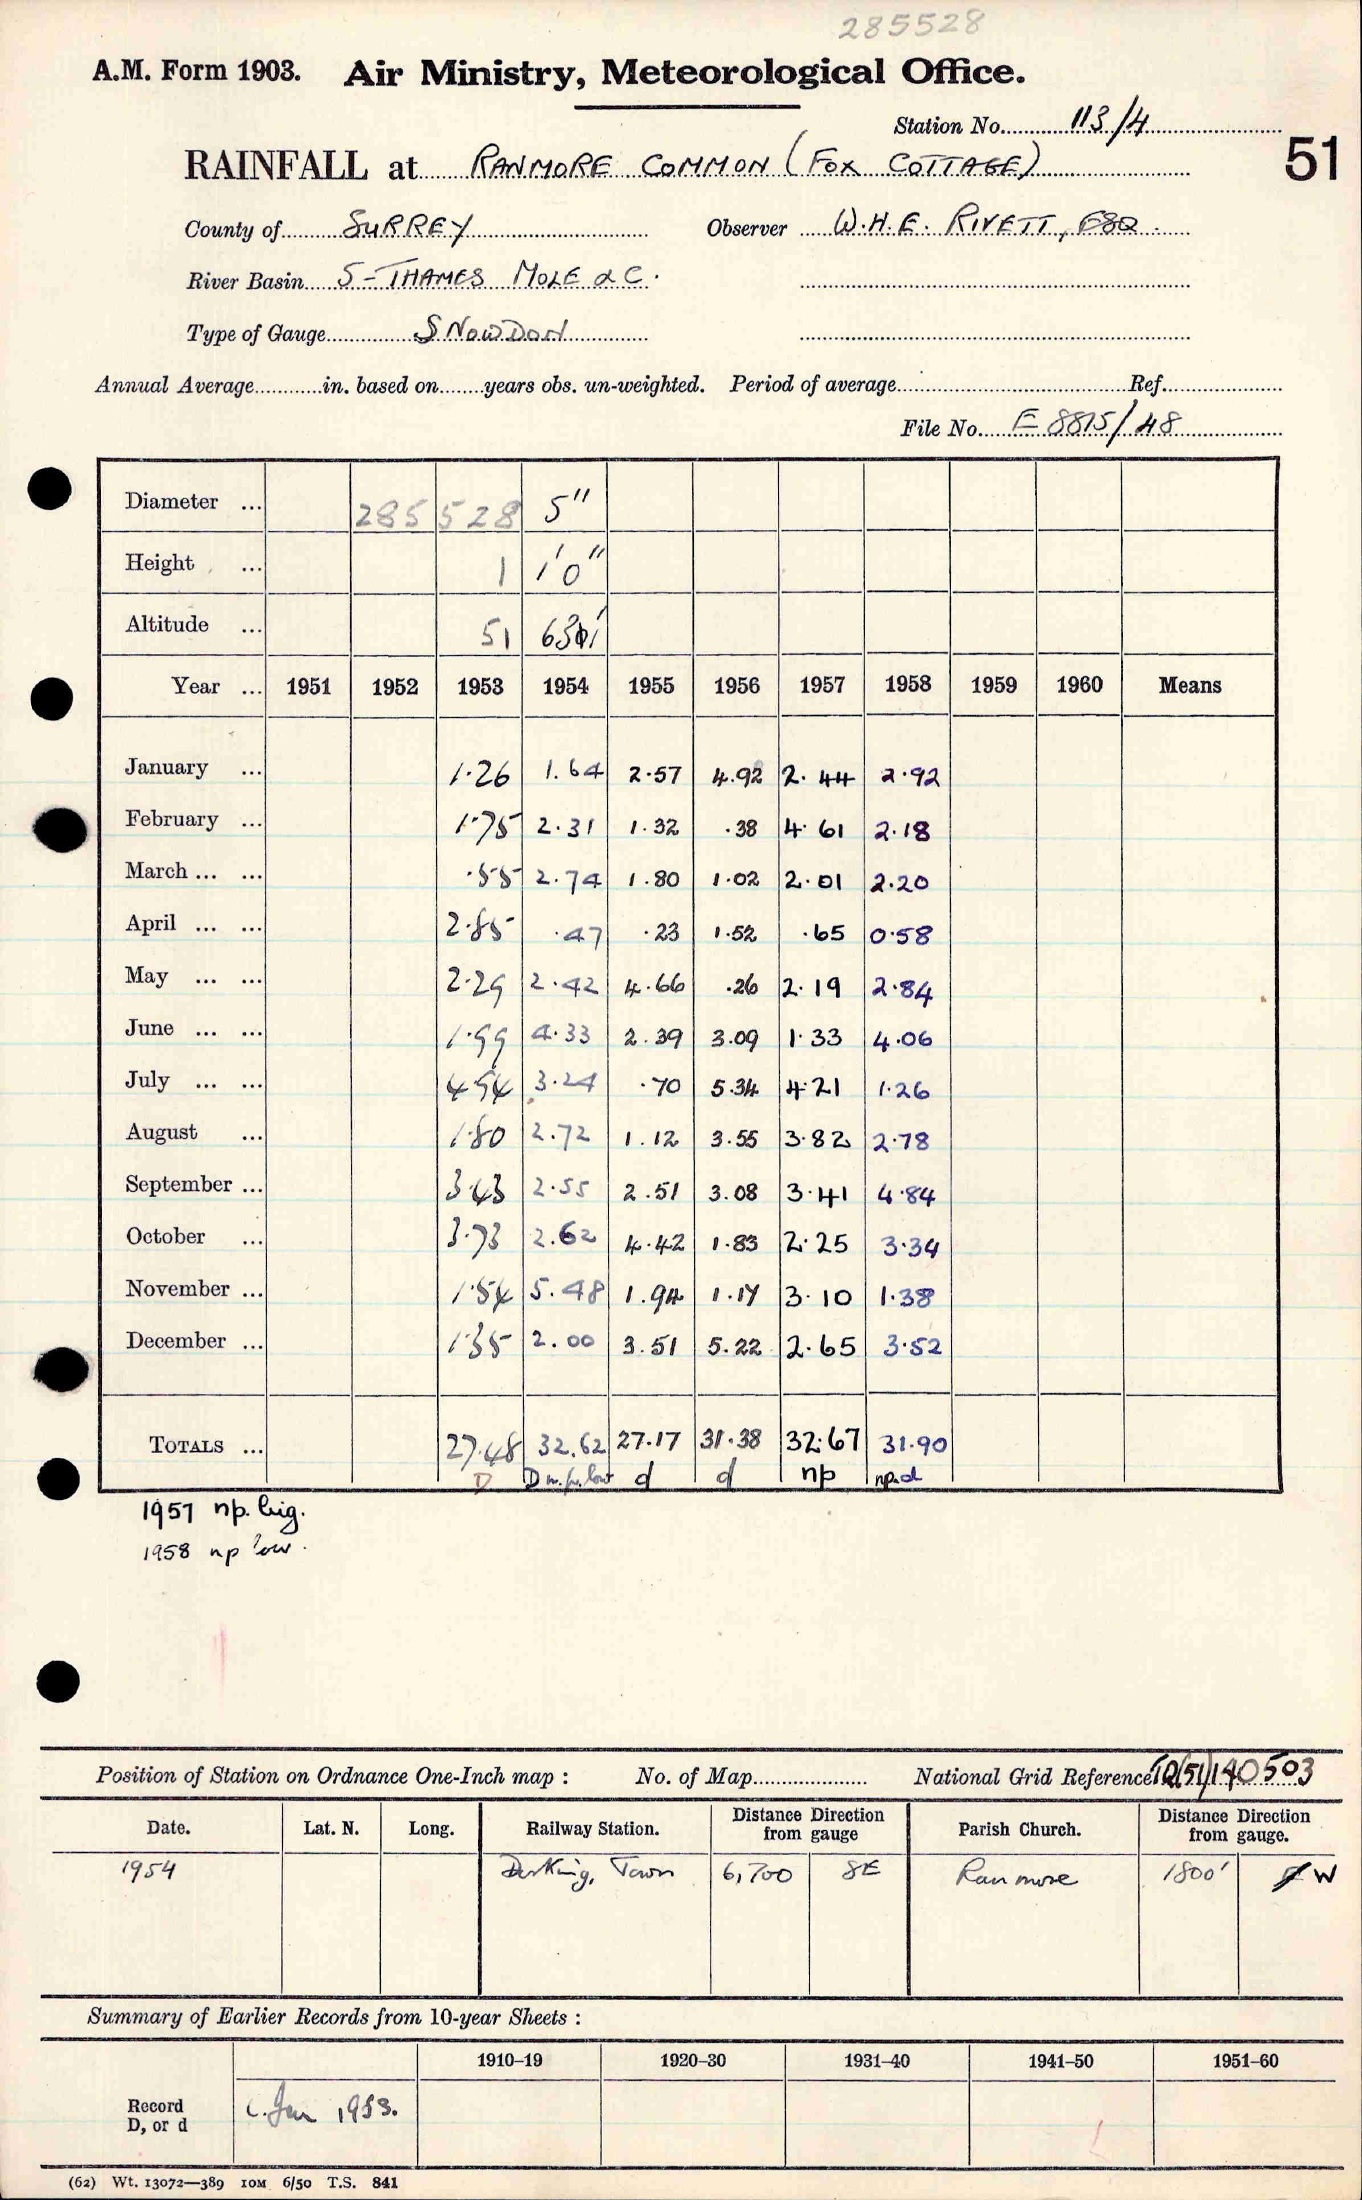 285528
A.M. Form 1903. Air Ministry, Meteorological Office.
Station No. 113/4
RAINFALL at RANMORE COMMON (FOX COTTAGE)
51
County of SURREY Observer W.H.E. RIVETT, ESQ.
River Basin 5-THAMES MOLE &C.
Type of Gauge SNOWDON
Annual Average in. based on years obs. un-weighted. Period of average Ref.
File No. E 8815/48
Diameter ... 285 528 5"
Height ... 1 1'0"
Altitude ... 51
Year ... 1951 1952 1953 1954 1955 1956 1957 1958 1959 1960 Means
January ... 1.26 1.64 2.57 4.92 2.44 2.92
February ... 1.75 2.31 1.32 .38 4.61 2.18
March ... ... .55 2.74 1.80 1.02 2.01 2.20
April ... ... 2.85 .47 .23 1.52 .65 0.58
May ... ... 2.29 2.42 4.66 .26 2.19 2.84
June ... ... 1.99 4.33 2.39 3.09 1.33 4.06
July ... ... 4.54 3.24 .70 5.34 4.21 1.26
August ... 1.80 2.72 1.12 3.55 3.82 2.78
September ... 3.43 2.55 2.51 3.08 3.41 4.84
October ... 3.73 2.62 4.42 1.83 2.25 3.34
November ... 1.54 5.48 1.94 1.17 3.10 1.38
December ... 1.35 2.00 3.51 5.22 2.65 3.52
TOTALS ... 27.48 32.62 27.17 31.38 32.67 31.90
D D n.p. low d d np np.d
1957 np. big.
1958 np low.
Position of Station on Ordnance One-Inch map : No. of Map National Grid Reference (51)140503
Date. Lat. N. Long. Railway Station. Distance Direction from gauge Parish Church. Distance Direction from gauge.
1954 Dorking, Town 6,700 SE Ranmore 1800' W
Summary of Earlier Records from 10-year Sheets :
1910–19 1920–30 1931–40 1941–50 1951–60
Record D, or d c. Jan 1953.
(62) Wt. 13072—389 10M 6/50 T.S. 841